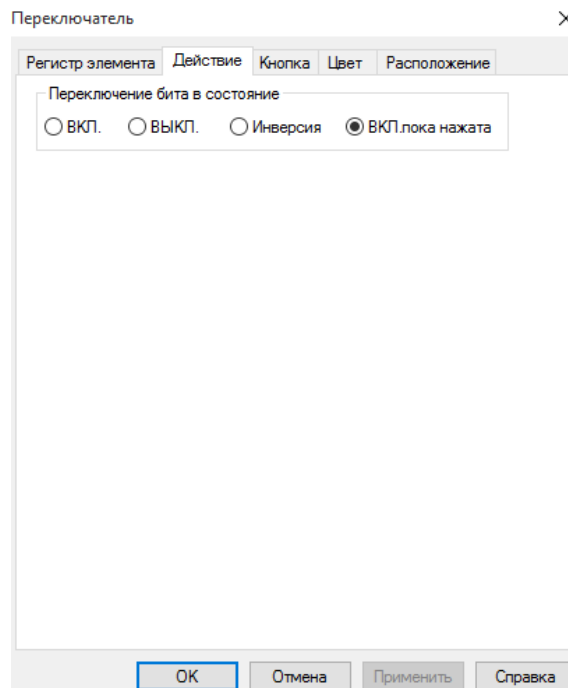 Переключатель
Регистр элемента Действие Кнопка Цвет Расположение
Переключение бита в состояние
ВКЛ. ВЫКЛ. Инверсия ВКЛ.пока нажата
OK Отмена Применить Справка